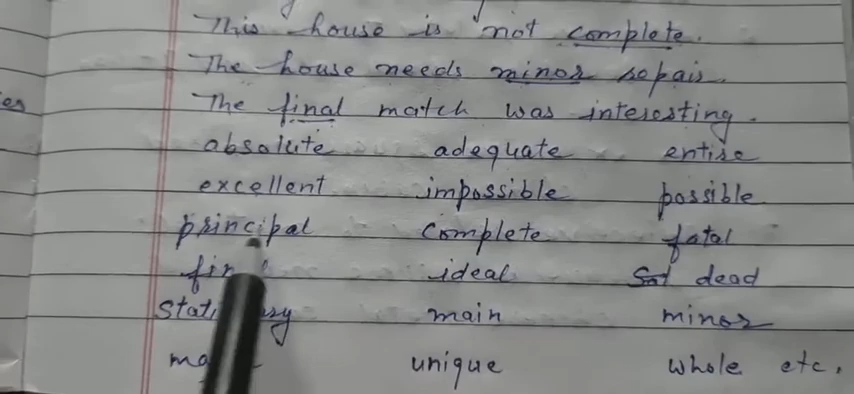 This house is not complete.
The house needs minor repair.
The final match was interesting.
absolute adequate entire
excellent impossible possible
principal complete fatal
ideal dead
main minor
unique whole etc.